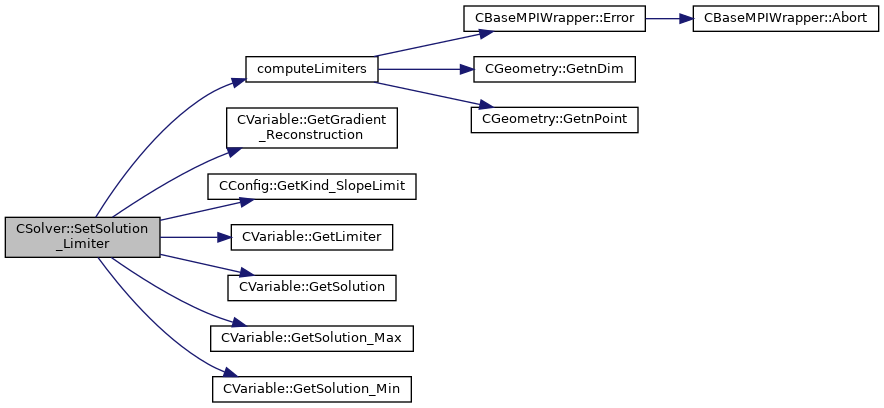 CSolver::SetSolution
_Limiter
computeLimiters
CBaseMPIWrapper::Error
CBaseMPIWrapper::Abort
CGeometry::GetnDim
CGeometry::GetnPoint
CVariable::GetGradient
_Reconstruction
CConfig::GetKind_SlopeLimit
CVariable::GetLimiter
CVariable::GetSolution
CVariable::GetSolution_Max
CVariable::GetSolution_Min